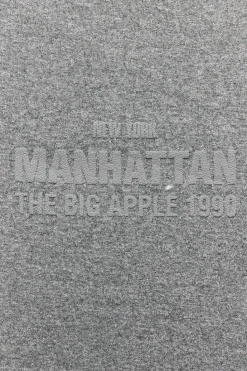 NEW YORK
MANHATTAN
THE BIG APPLE 1990